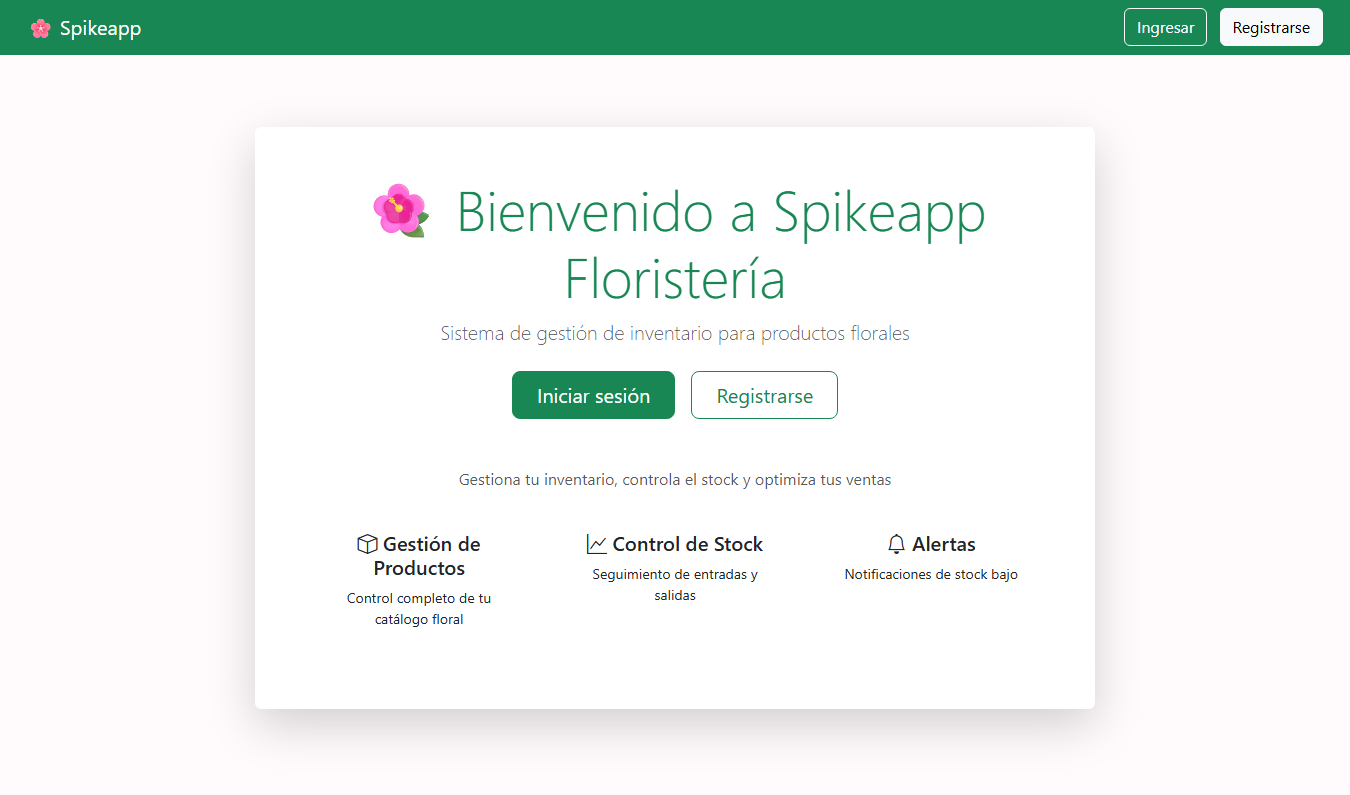 Spikeapp
Ingresar
Registrarse
Bienvenido a Spikeapp
Floristería
Sistema de gestión de inventario para productos florales
Iniciar sesión
Registrarse
Gestiona tu inventario, controla el stock y optimiza tus ventas
Gestión de
Productos
Control completo de tu
catálogo floral
Control de Stock
Seguimiento de entradas y
salidas
Alertas
Notificaciones de stock bajo